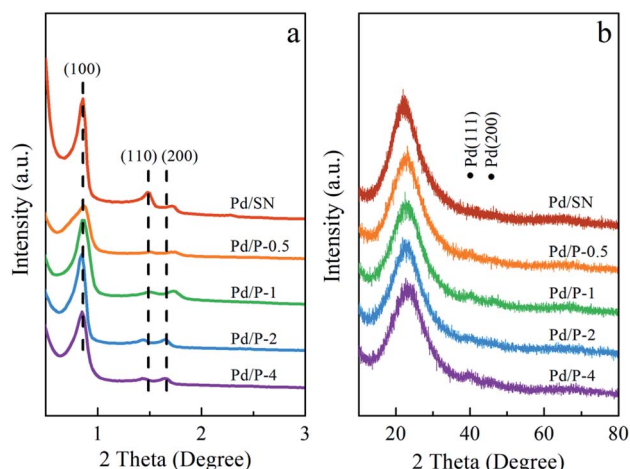 a
(100)
(110) (200)
Pd/SN
Pd/P-0.5
Pd/P-1
Pd/P-2
Pd/P-4
Intensity (a.u.)
1 2 3
2 Theta (Degree)
b
Pd(111)
Pd(200)
Pd/SN
Pd/P-0.5
Pd/P-1
Pd/P-2
Pd/P-4
Intensity (a.u.)
20 40 60 80
2 Theta (Degree)